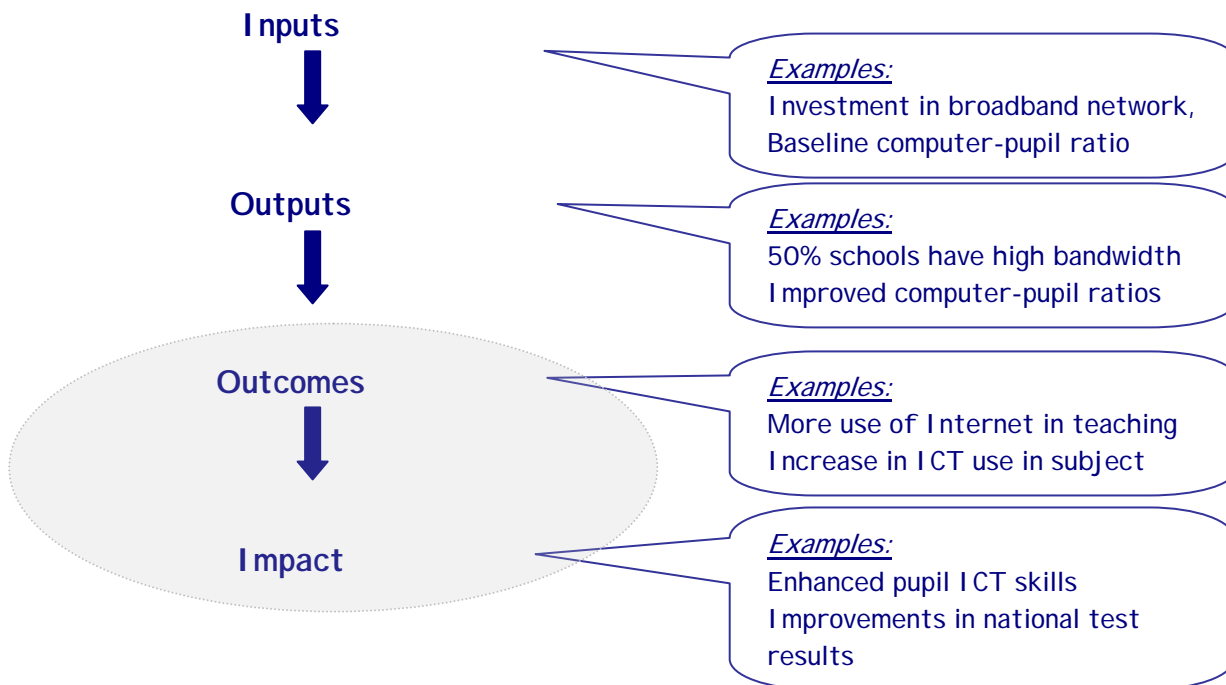 Inputs
Examples:
Investment in broadband network,
Baseline computer-pupil ratio
Outputs
Examples:
50% schools have high bandwidth
Improved computer-pupil ratios
Outcomes
Examples:
More use of Internet in teaching
Increase in ICT use in subject
Impact
Examples:
Enhanced pupil ICT skills
Improvements in national test
results